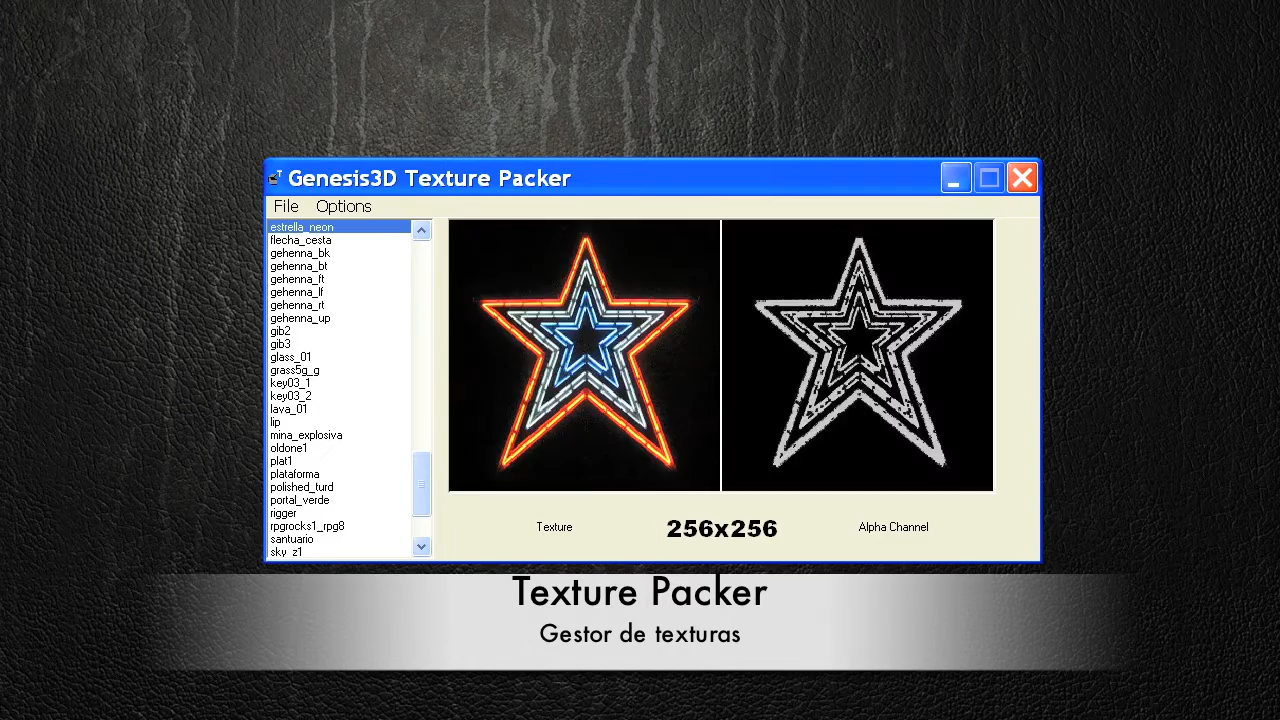 Genesis3D Texture Packer
File Options
estrella_neon
flecha_cesta
gehenna_bk
gehenna_bt
gehenna_ft
gehenna_lf
gehenna_rt
gehenna_up
gib2
gib3
glass_01
grass5g_g
key03_1
key03_2
lava_01
lip
mina_explosiva
oldone1
plat1
plataforma
polished_turd
portal_verde
rigger
rpgrocks1_rpg8
santuario
sky_z1
Texture 256x256 Alpha Channel
Texture Packer
Gestor de texturas